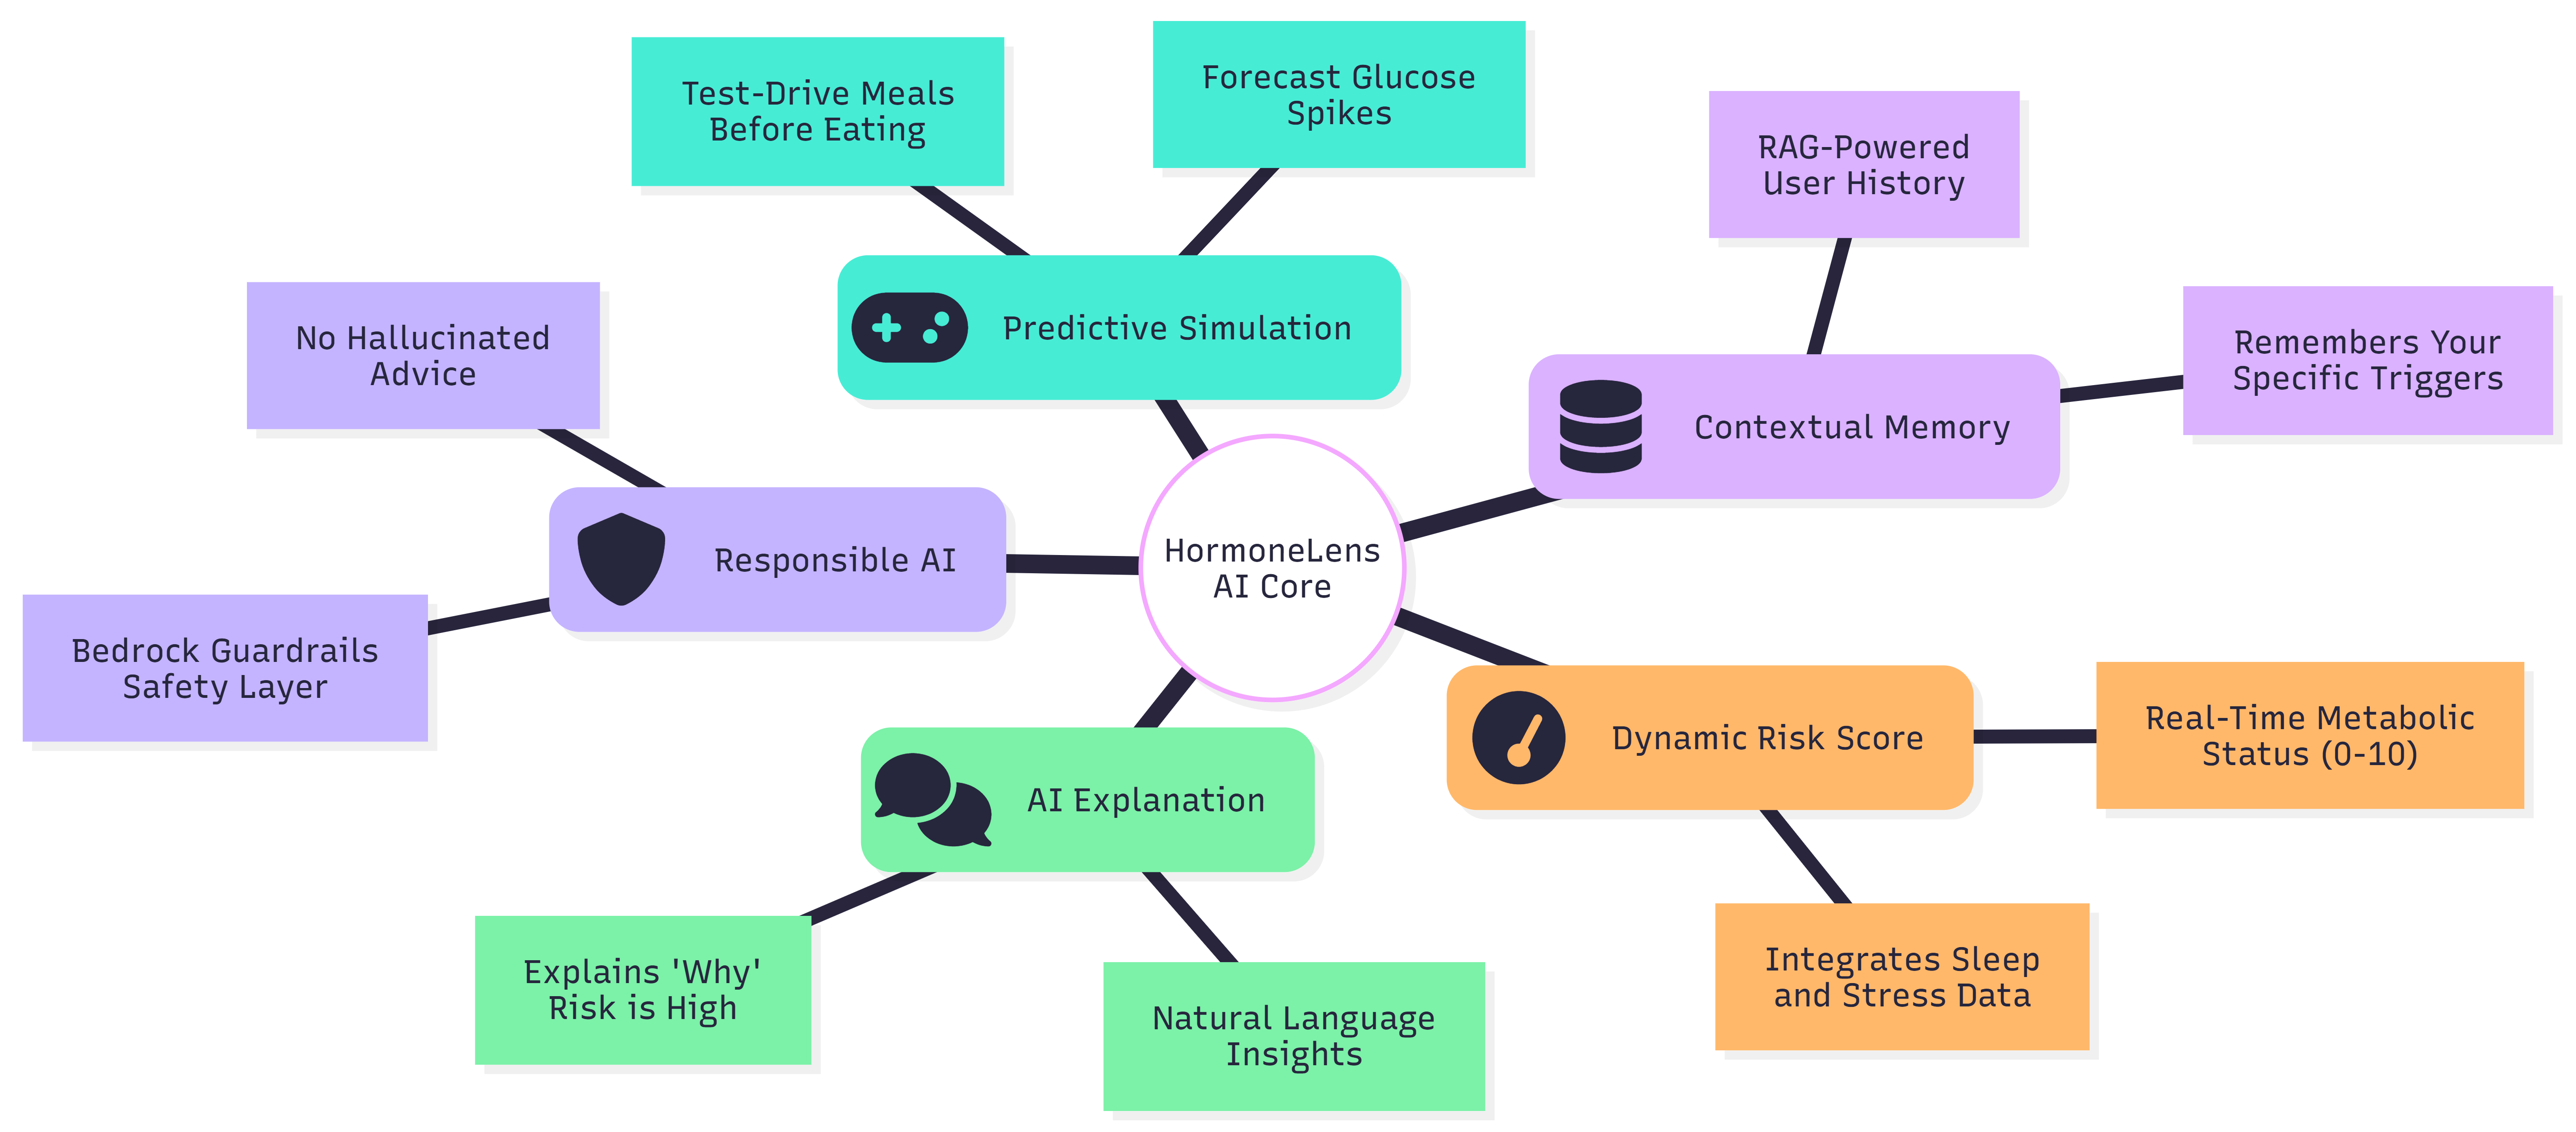 Test-Drive Meals
Before Eating
Forecast Glucose
Spikes
RAG-Powered
User History
Predictive Simulation
No Hallucinated
Advice
Remembers Your
Specific Triggers
Contextual Memory
HormoneLens
AI Core
Responsible AI
Bedrock Guardrails
Safety Layer
Dynamic Risk Score
Real-Time Metabolic
Status (0-10)
AI Explanation
Explains 'Why'
Risk is High
Natural Language
Insights
Integrates Sleep
and Stress Data